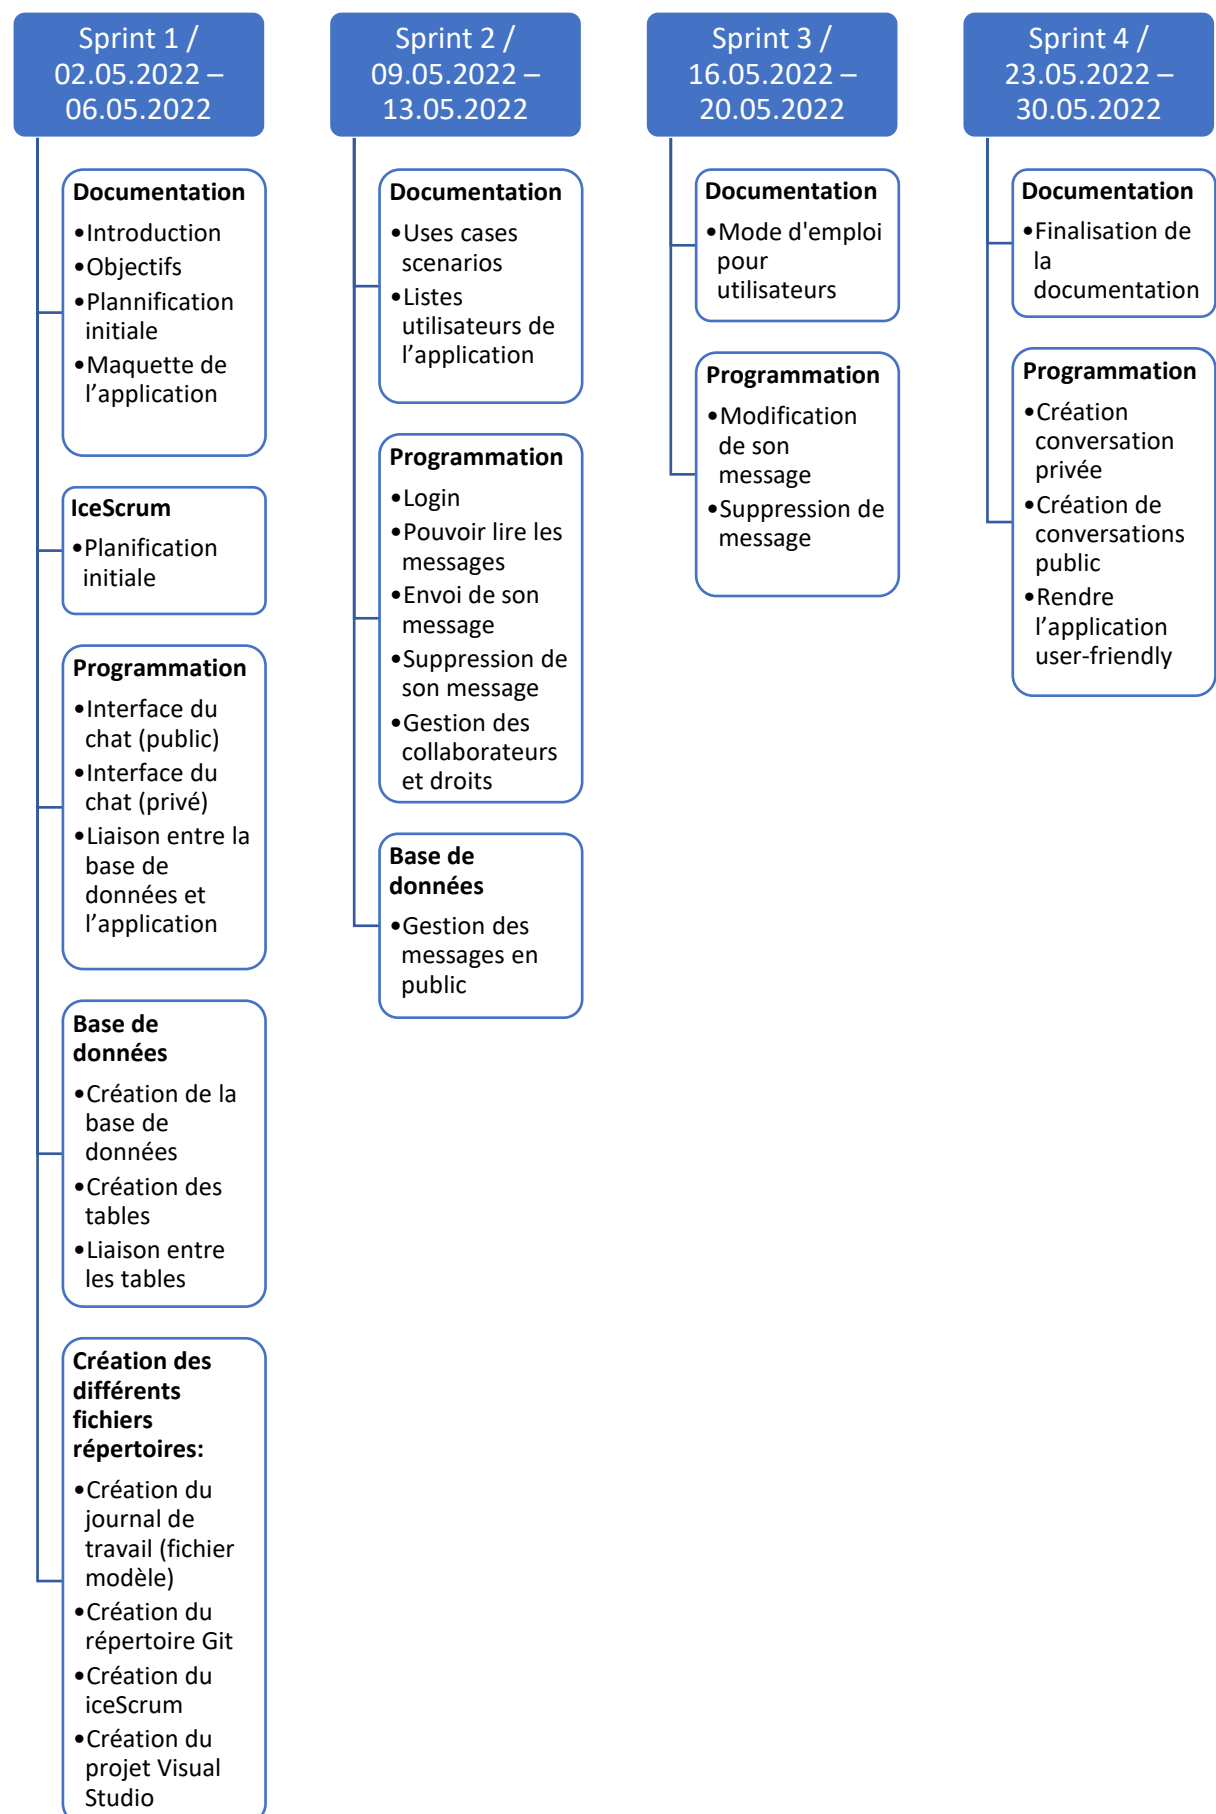 Sprint 1 /
02.05.2022 –
06.05.2022
Documentation
•Introduction
•Objectifs
•Plannification
initiale
•Maquette de
l’application
IceScrum
•Planification
initiale
Programmation
•Interface du
chat (public)
•Interface du
chat (privé)
•Liaison entre la
base de
données et
l’application
Base de
données
•Création de la
base de
données
•Création des
tables
•Liaison entre
les tables
Création des
différents
fichiers
répertoires:
•Création du
journal de
travail (fichier
modèle)
•Création du
répertoire Git
•Création du
iceScrum
•Création du
projet Visual
Studio
Sprint 2 /
09.05.2022 –
13.05.2022
Documentation
•Uses cases
scenarios
•Listes
utilisateurs de
l’application
Programmation
•Login
•Pouvoir lire les
messages
•Envoi de son
message
•Suppression de
son message
•Gestion des
collaborateurs
et droits
Base de
données
•Gestion des
messages en
public
Sprint 3 /
16.05.2022 –
20.05.2022
Documentation
•Mode d'emploi
pour
utilisateurs
Programmation
•Modification
de son
message
•Suppression de
message
Sprint 4 /
23.05.2022 –
30.05.2022
Documentation
•Finalisation de
la
documentation
Programmation
•Création
conversation
privée
•Création de
conversations
public
•Rendre
l’application
user-friendly